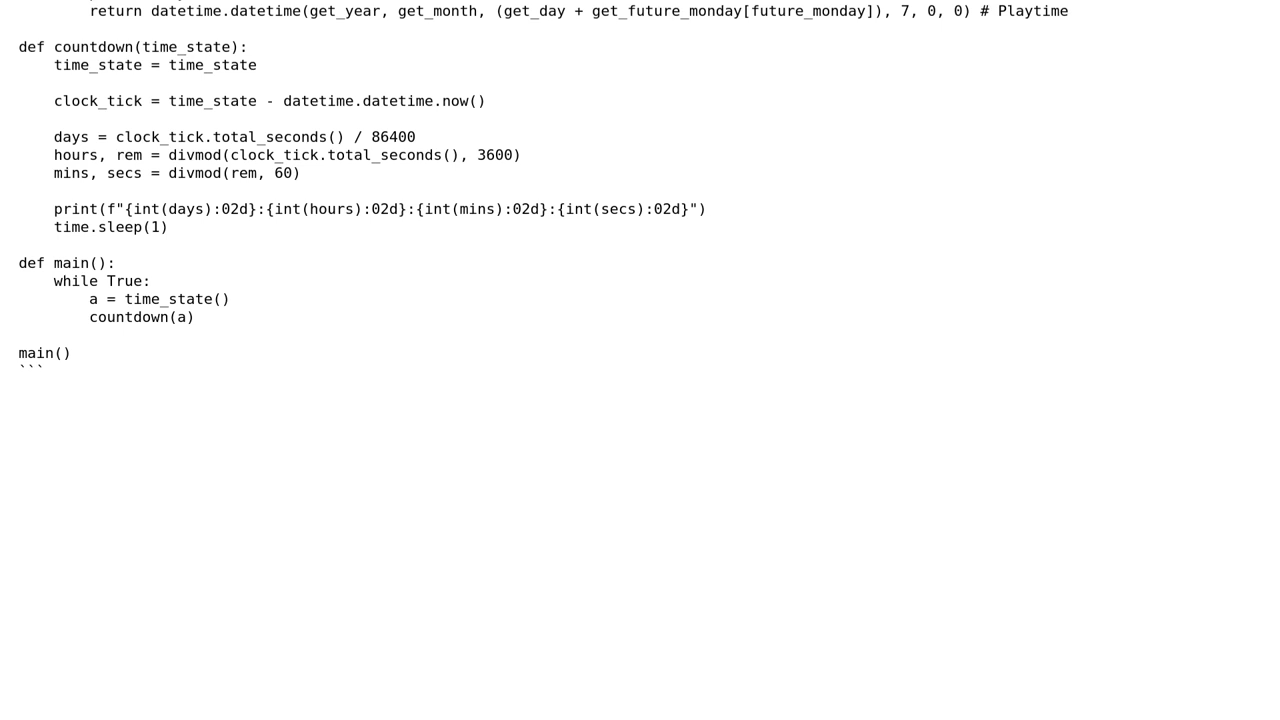 return datetime.datetime(get_year, get_month, (get_day + get_future_monday[future_monday]), 7, 0, 0) # Playtime

def countdown(time_state):
    time_state = time_state

    clock_tick = time_state - datetime.datetime.now()

    days = clock_tick.total_seconds() / 86400
    hours, rem = divmod(clock_tick.total_seconds(), 3600)
    mins, secs = divmod(rem, 60)

    print(f"{int(days):02d}:{int(hours):02d}:{int(mins):02d}:{int(secs):02d}")
    time.sleep(1)

def main():
    while True:
        a = time_state()
        countdown(a)

main()
```